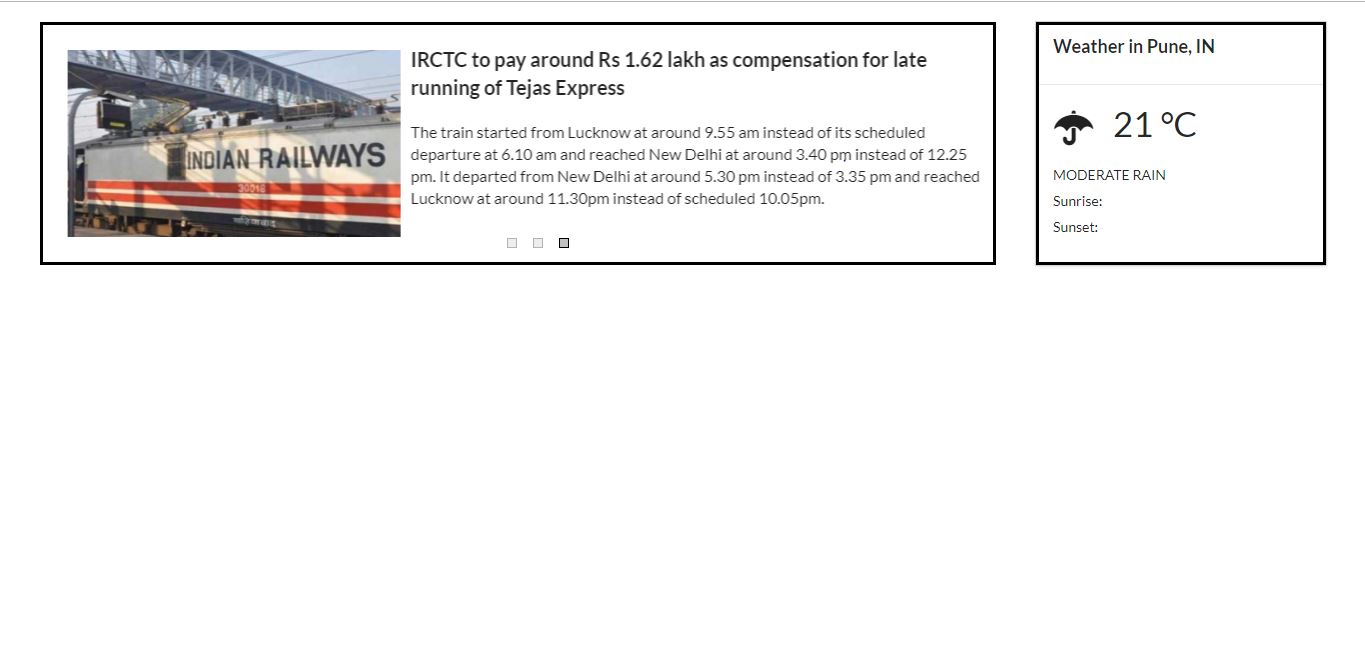 IRCTC to pay around Rs 1.62 lakh as compensation for late
running of Tejas Express
The train started from Lucknow at around 9.55 am instead of its scheduled
departure at 6.10 am and reached New Delhi at around 3.40 pm instead of 12.25
pm. It departed from New Delhi at around 5.30 pm instead of 3.35 pm and reached
Lucknow at around 11.30pm instead of scheduled 10.05pm.
INDIAN RAILWAYS
30018
Weather in Pune, IN
21 °C
MODERATE RAIN
Sunrise:
Sunset: